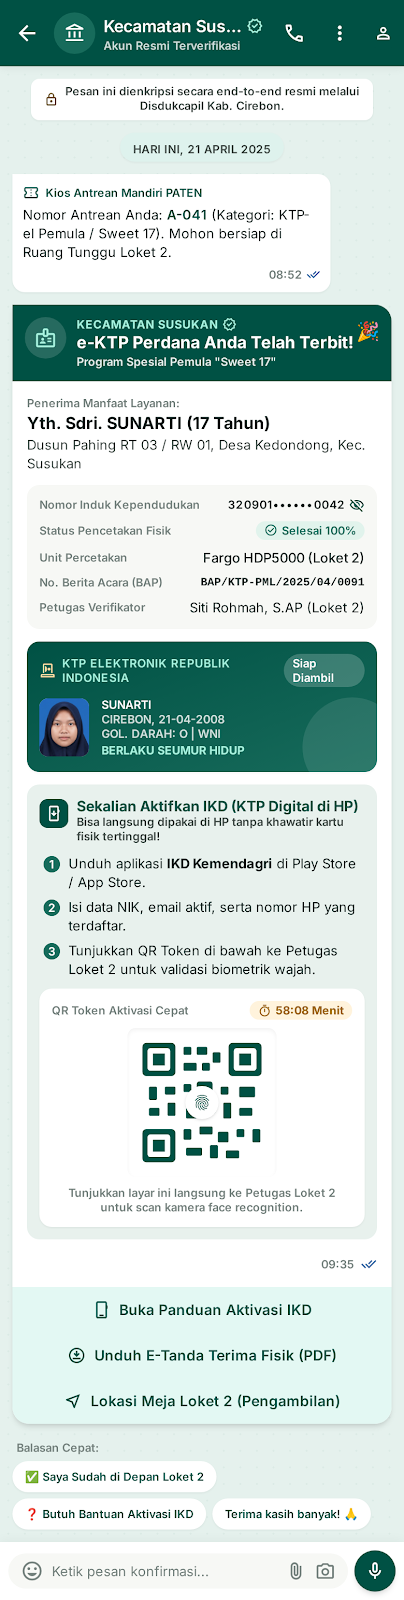 Kecamatan Sus...
Akun Resmi Terverifikasi
Pesan ini dienkripsi secara end-to-end resmi melalui
Disdukcapil Kab. Cirebon.
HARI INI, 21 APRIL 2025
Kios Antrean Mandiri PATEN
Nomor Antrean Anda: A-041 (Kategori: KTP-
el Pemula / Sweet 17). Mohon bersiap di
Ruang Tunggu Loket 2.
08:52
KECAMATAN SUSUKAN
e-KTP Perdana Anda Telah Terbit! 🎉
Program Spesial Pemula "Sweet 17"
Penerima Manfaat Layanan:
Yth. Sdri. SUNARTI (17 Tahun)
Dusun Pahing RT 03 / RW 01, Desa Kedondong, Kec.
Susukan
Nomor Induk Kependudukan 320901••••••0042
Status Pencetakan Fisik Selesai 100%
Unit Percetakan Fargo HDP5000 (Loket 2)
No. Berita Acara (BAP) BAP/KTP-PML/2025/04/0091
Petugas Verifikator Siti Rohmah, S.AP (Loket 2)
KTP ELEKTRONIK REPUBLIK
INDONESIA
Siap
Diambil
SUNARTI
CIREBON, 21-04-2008
GOL. DARAH: O | WNI
BERLAKU SEUMUR HIDUP
Sekalian Aktifkan IKD (KTP Digital di HP)
Bisa langsung dipakai di HP tanpa khawatir kartu
fisik tertinggal!
1 Unduh aplikasi IKD Kemendagri di Play Store
/ App Store.
2 Isi data NIK, email aktif, serta nomor HP yang
terdaftar.
3 Tunjukkan QR Token di bawah ke Petugas
Loket 2 untuk validasi biometrik wajah.
QR Token Aktivasi Cepat 58:08 Menit
Tunjukkan layar ini langsung ke Petugas Loket 2
untuk scan kamera face recognition.
09:35
Buka Panduan Aktivasi IKD
Unduh E-Tanda Terima Fisik (PDF)
Lokasi Meja Loket 2 (Pengambilan)
Balasan Cepat:
✅ Saya Sudah di Depan Loket 2
❓ Butuh Bantuan Aktivasi IKD
Terima kasih banyak! 🙏
Ketik pesan konfirmasi...